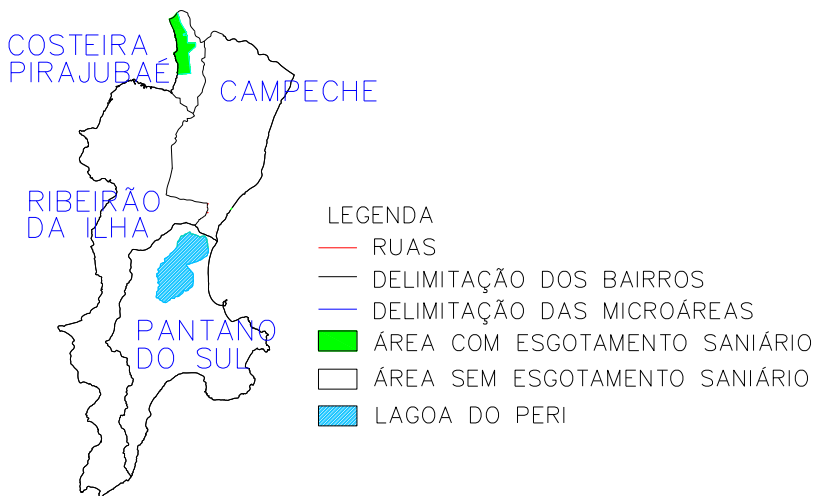 COSTEIRA
PIRAJUBAÉ
CAMPECHE
RIBEIRÃO
DA ILHA
PANTANO
DO SUL
LEGENDA
RUAS
DELIMITAÇÃO DOS BAIRROS
DELIMITAÇÃO DAS MICROÁREAS
ÁREA COM ESGOTAMENTO SANIÁRIO
ÁREA SEM ESGOTAMENTO SANIÁRIO
LAGOA DO PERI